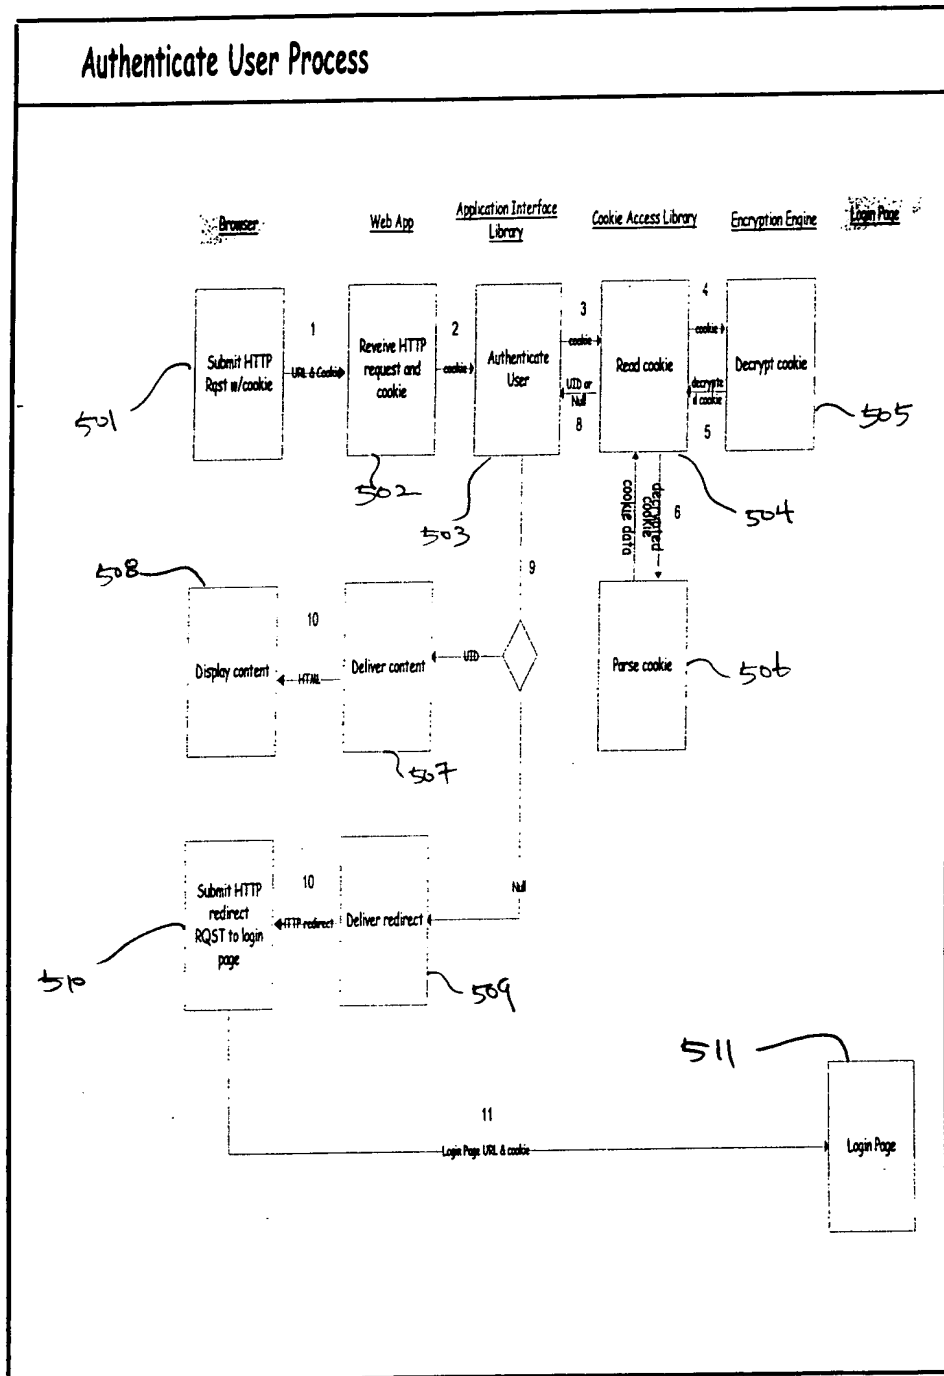 Authenticate User Process
Browser
Web App
Application Interface
Library
Cookie Access Library
Encryption Engine
Login Page
Submit HTTP
Rqst w/cookie
1
URL & Cookie
Reveive HTTP
request and
cookie
2
cookie
Authenticate
User
3
cookie
UID or
Null
8
Read cookie
4
cookie
decrypte
d cookie
5
Decrypt cookie
501
502
503
504
505
cookie data
decrypted
cookie
6
9
508
Display content
10
HTML
Deliver content
UID
Parse cookie
506
507
Submit HTTP
redirect
RQST to login
page
10
HTTP redirect
Deliver redirect
Null
510
509
511
11
Login Page URL & cookie
Login Page